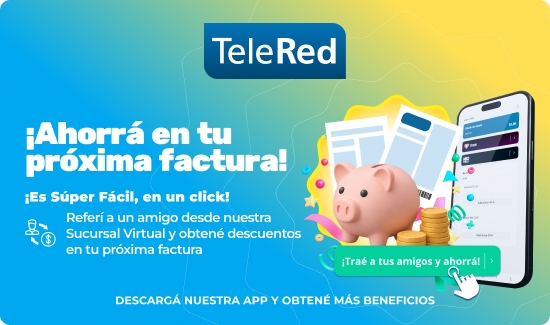 TeleRed
¡Ahorrá en tu
próxima factura!
¡Es Súper Fácil, en un click!
Referí a un amigo desde nuestra
Sucursal Virtual y obtené descuentos
en tu próxima factura
¡Traé a tus amigos y ahorrá!
DESCARGÁ NUESTRA APP Y OBTENÉ MÁS BENEFICIOS